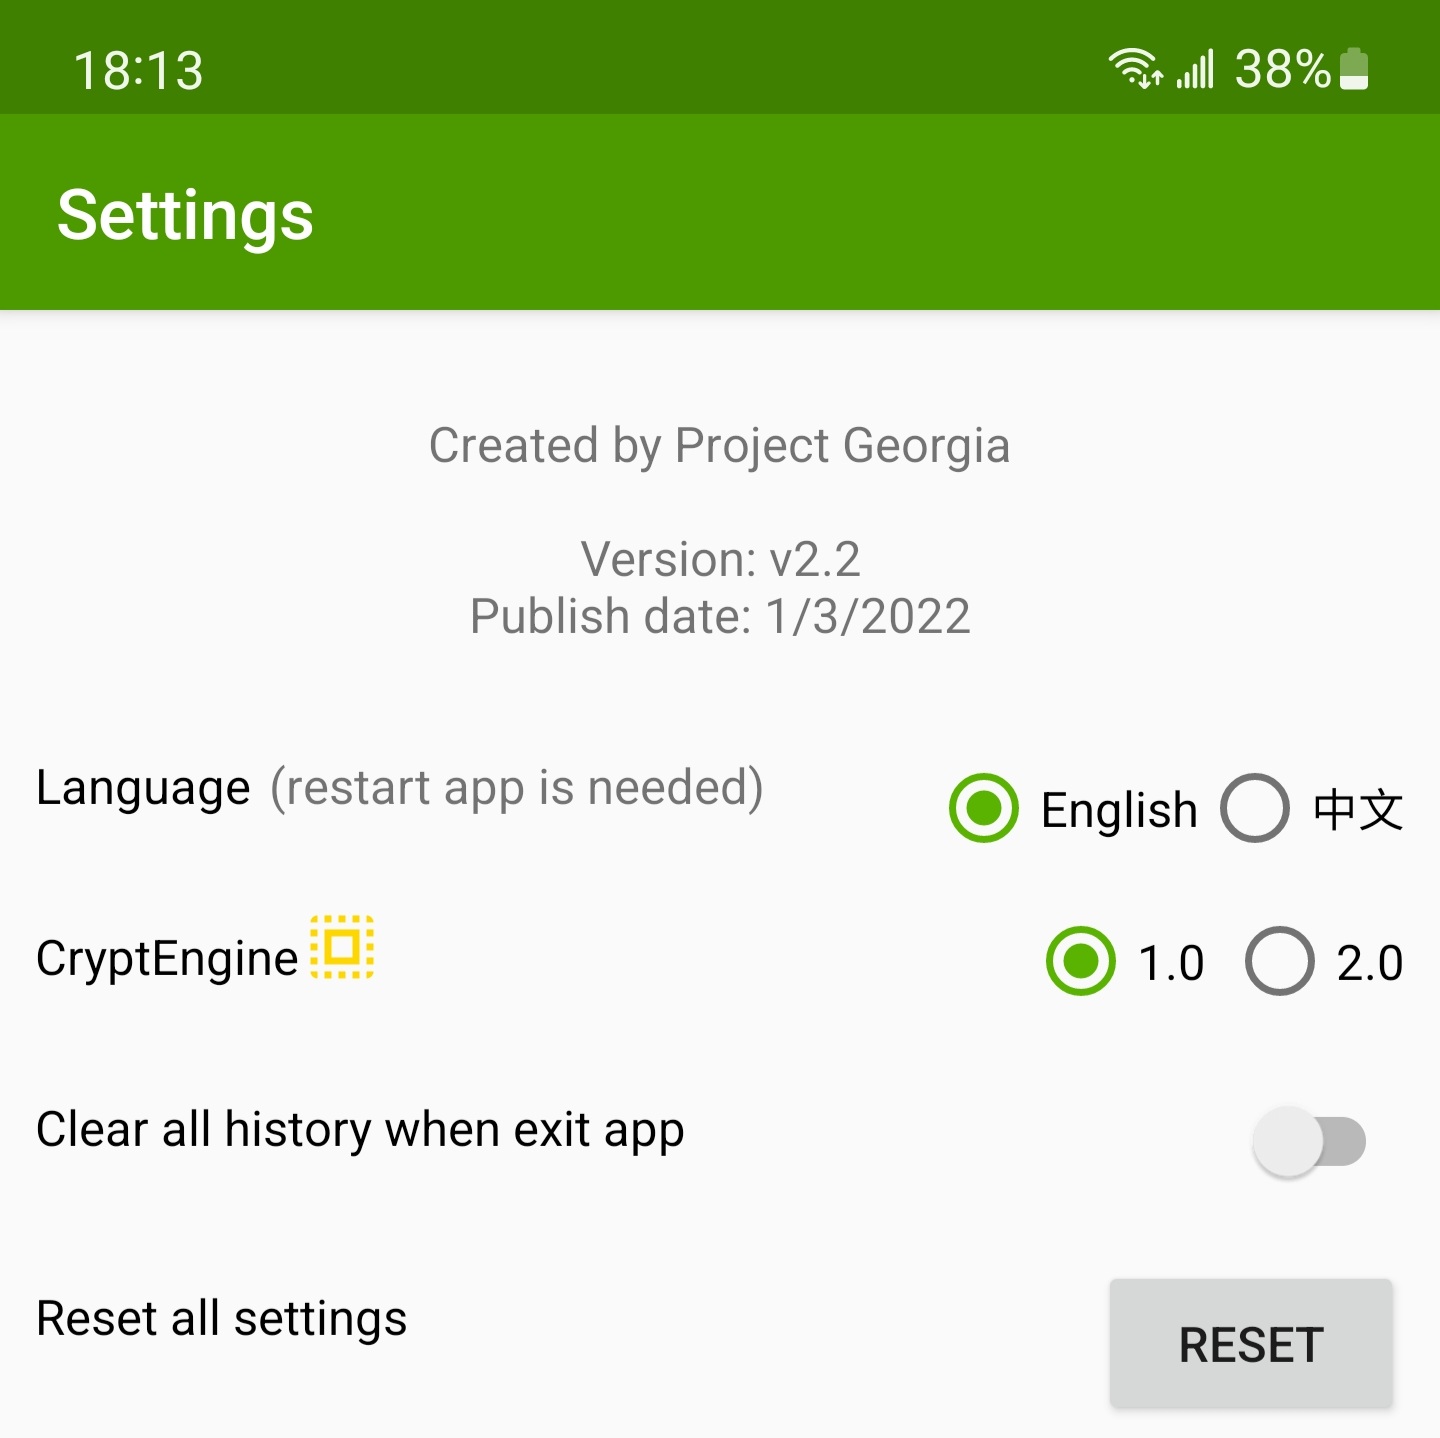 18:13 38%
Settings
Created by Project Georgia
Version: v2.2
Publish date: 1/3/2022
Language (restart app is needed) English 中文
CryptEngine 1.0 2.0
Clear all history when exit app
Reset all settings RESET